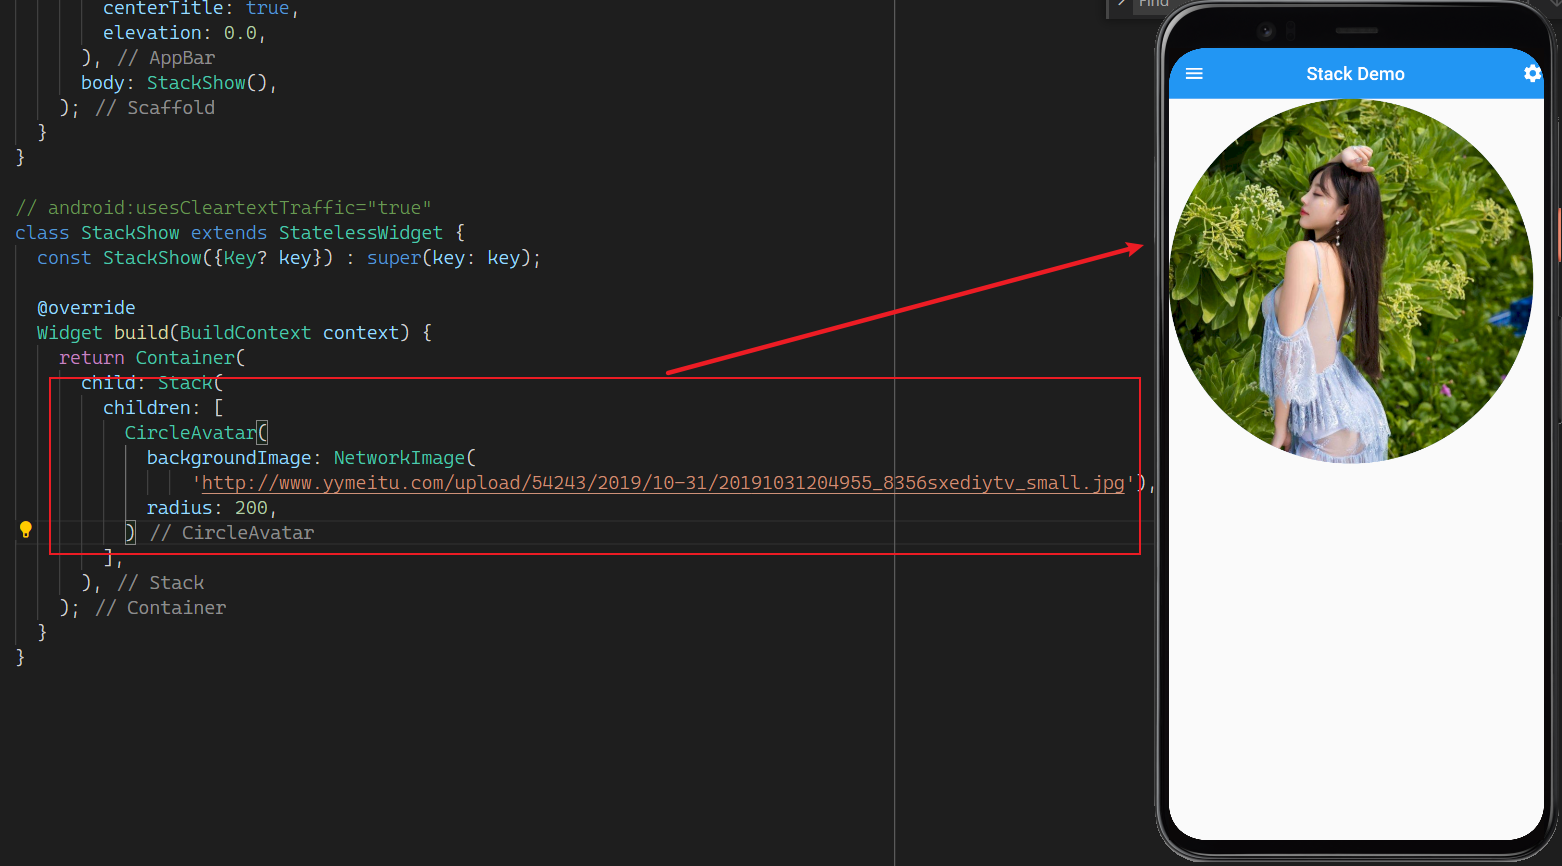 centerTitle: true,
elevation: 0.0,
), // AppBar
body: StackShow(),
); // Scaffold
}
}
// android:usesCleartextTraffic="true"
class StackShow extends StatelessWidget {
const StackShow({Key? key}) : super(key: key);
@override
Widget build(BuildContext context) {
return Container(
child: Stack(
children: [
CircleAvatar(
backgroundImage: NetworkImage(
'http://www.yymeitu.com/upload/54243/2019/10-31/20191031204955_8356sxediytv_small.jpg'),
radius: 200,
) // CircleAvatar
],
), // Stack
); // Container
}
}
Find
Stack Demo